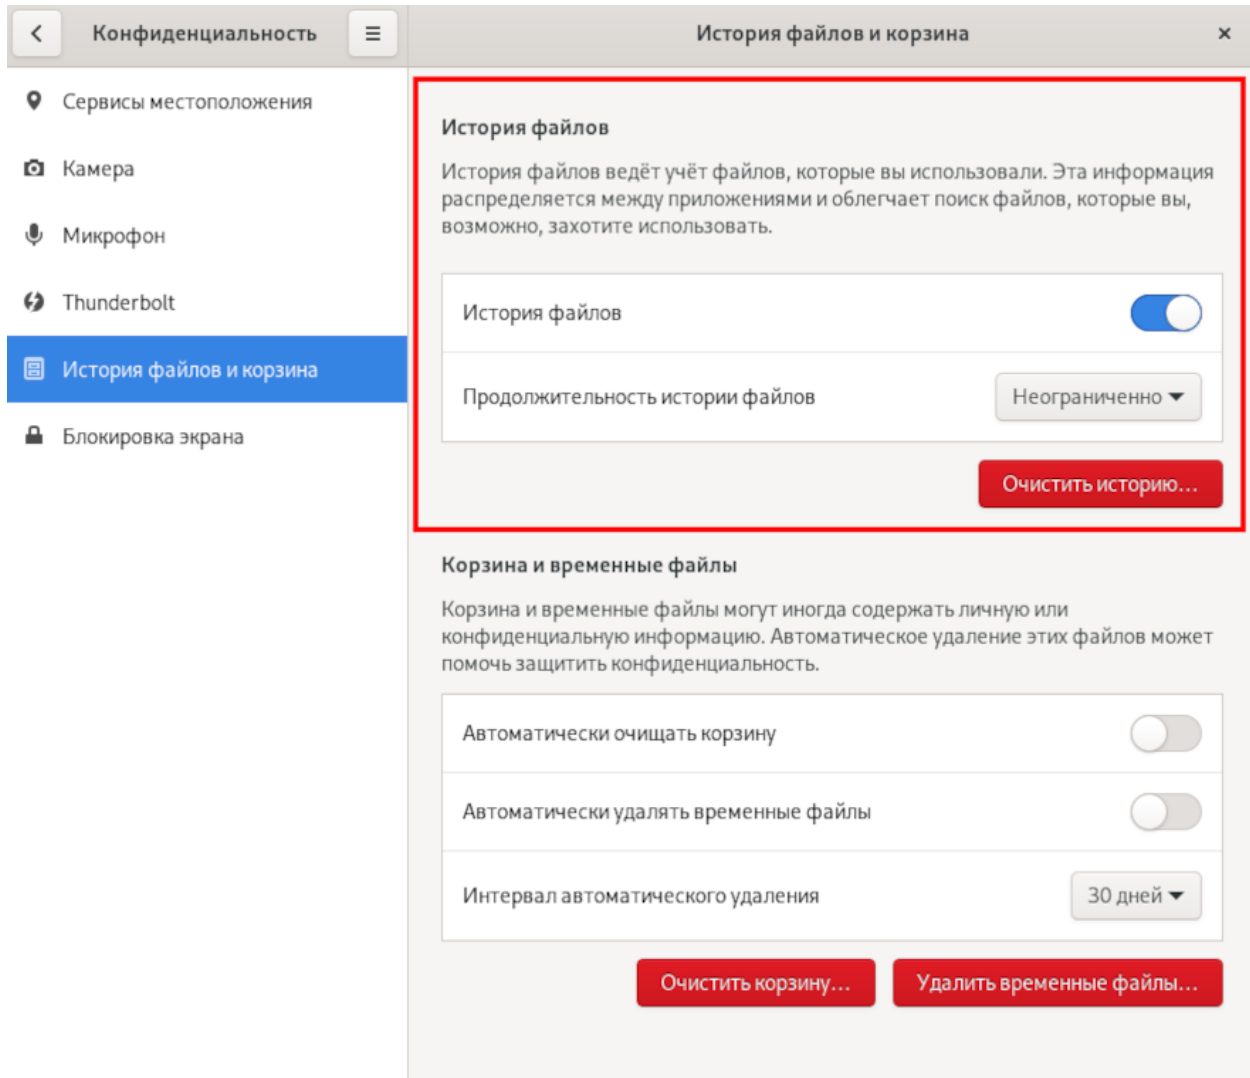 Конфиденциальность
История файлов и корзина
Сервисы местоположения
Камера
Микрофон
Thunderbolt
История файлов и корзина
Блокировка экрана
История файлов
История файлов ведёт учёт файлов, которые вы использовали. Эта информация
распределяется между приложениями и облегчает поиск файлов, которые вы,
возможно, захотите использовать.
История файлов
Продолжительность истории файлов
Неограниченно
Очистить историю…
Корзина и временные файлы
Корзина и временные файлы могут иногда содержать личную или
конфиденциальную информацию. Автоматическое удаление этих файлов может
помочь защитить конфиденциальность.
Автоматически очищать корзину
Автоматически удалять временные файлы
Интервал автоматического удаления
30 дней
Очистить корзину…
Удалить временные файлы…